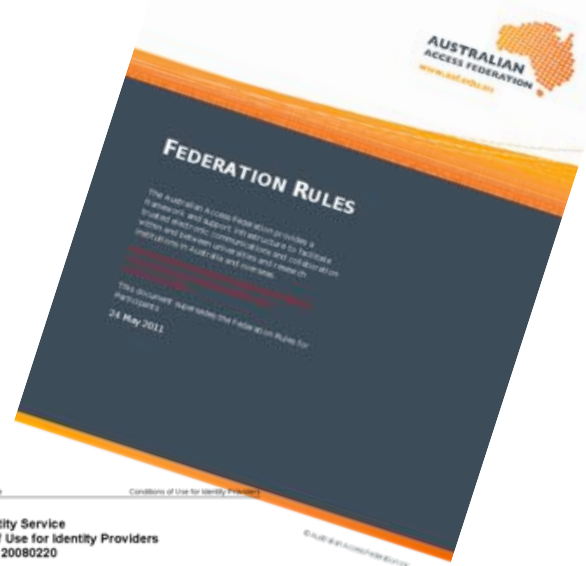 AUSTRALIAN
ACCESS FEDERATION
www.aaf.edu.au
FEDERATION RULES
The Australian Access Federation provides a
framework and support infrastructure to facilitate
trusted electronic communications and collaboration
within and between universities and research
institutions in Australia and overseas.
This document supersedes the Federation Rules for
Participants
24 May 2011
Conditions of Use for Identity Providers
tity Service
f Use for Identity Providers
20080220
© Australian Access Federation